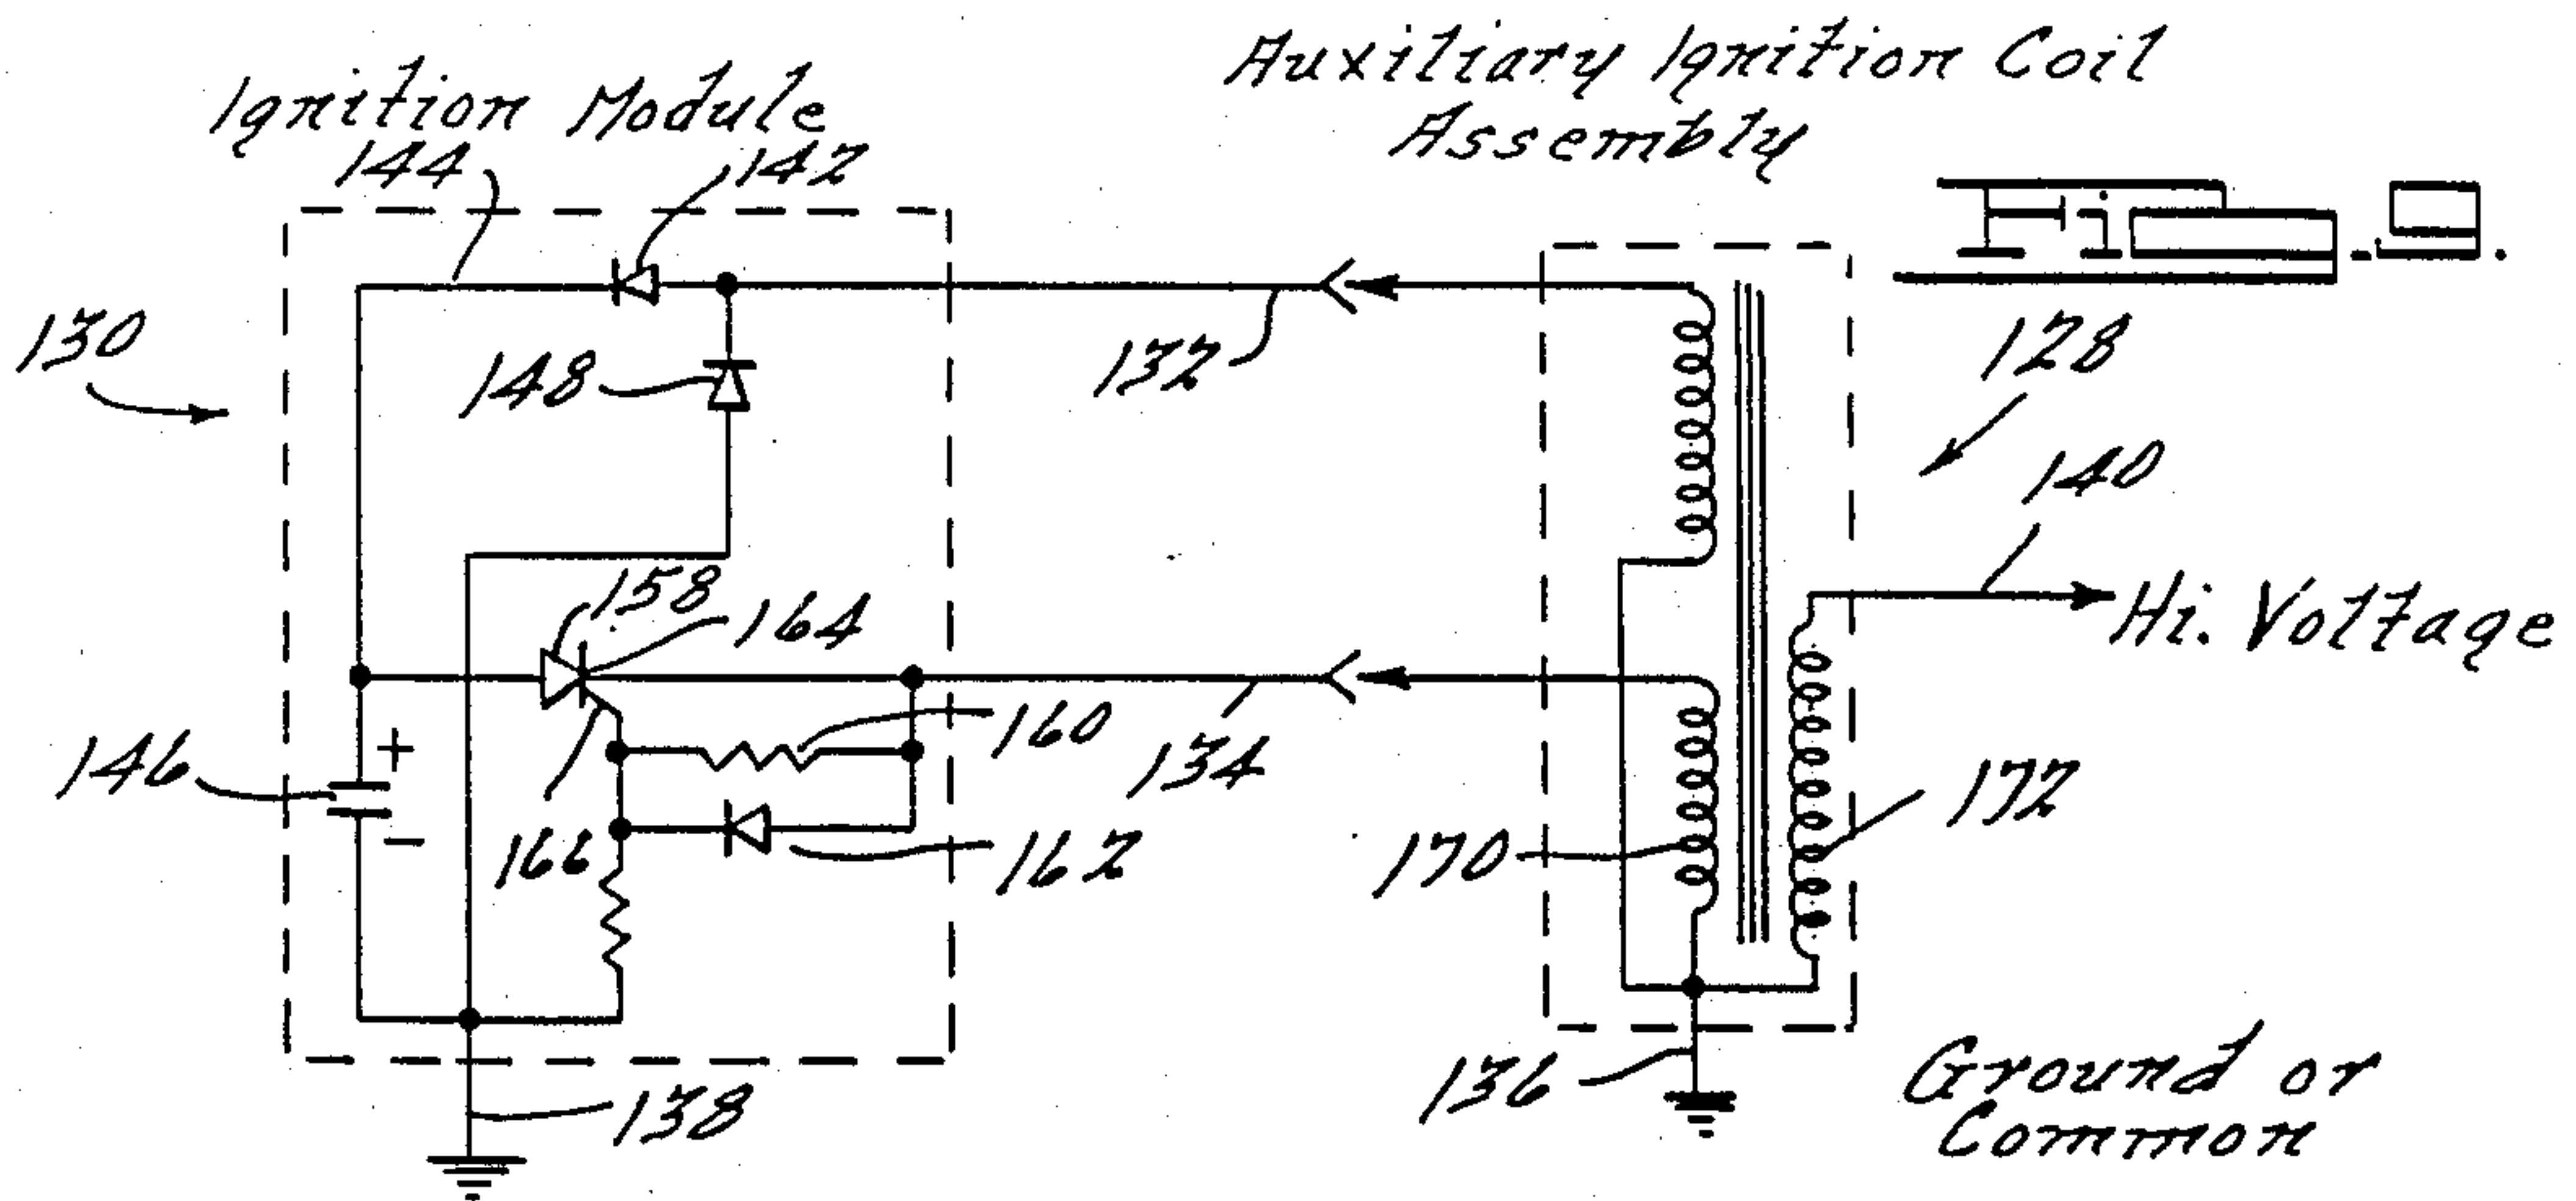 Ignition Module
Auxiliary Ignition Coil
Assembly
Fig-9.
144
142
130
148
132
128
140
158
164
Hi. Voltage
146
+
-
160
134
172
166
162
170
138
136
Ground or
Common